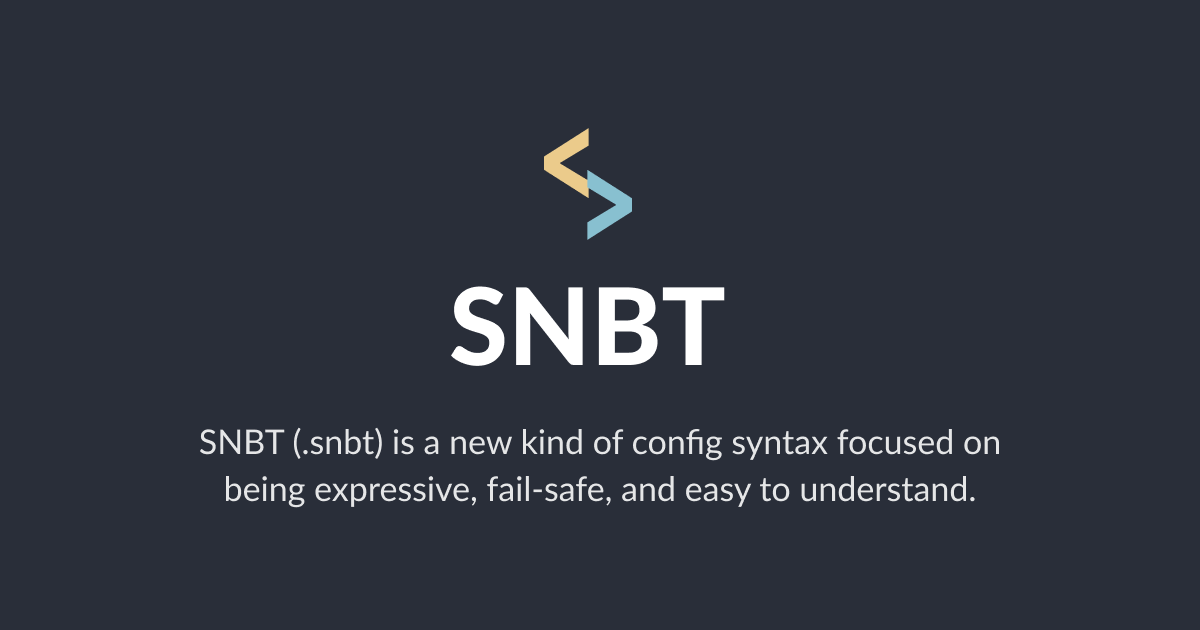 SNBT
SNBT (.snbt) is a new kind of config syntax focused on
being expressive, fail-safe, and easy to understand.